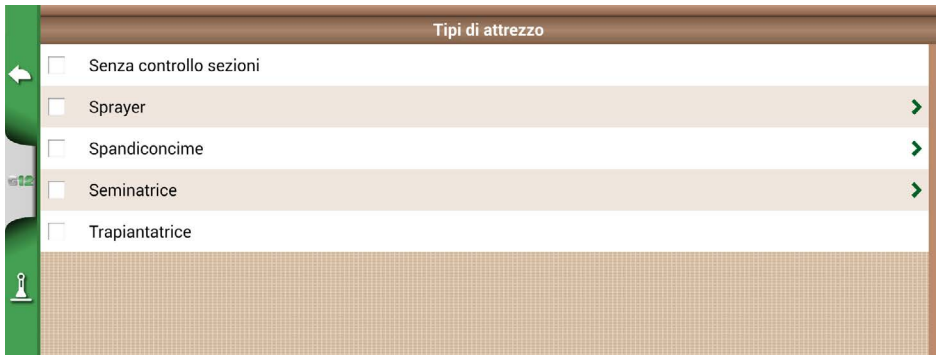 Tipi di attrezzo
Senza controllo sezioni
Sprayer
Spandiconcime
Seminatrice
Trapiantatrice